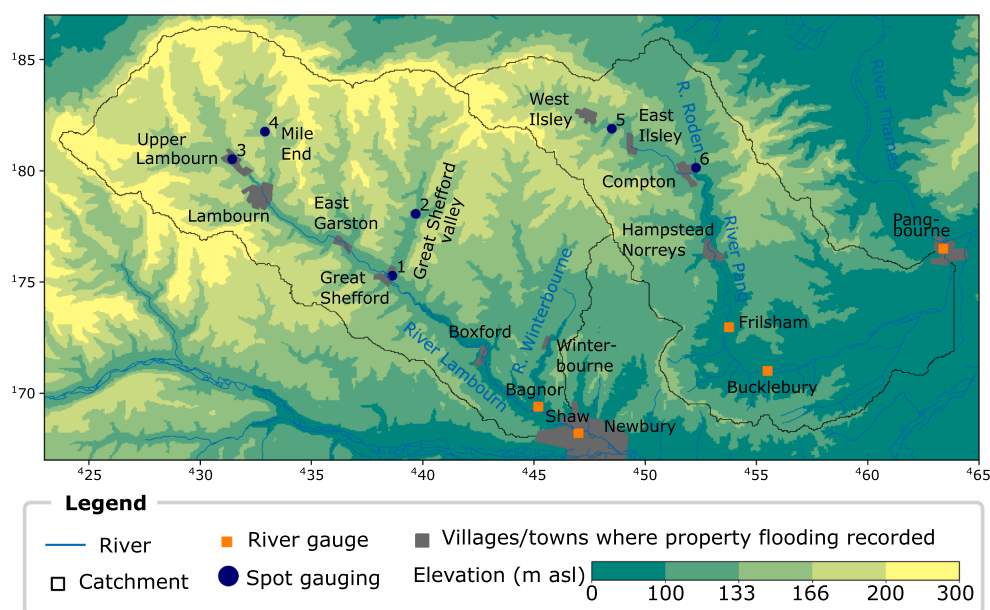 ⁴85
West
Ilsley
5
East
Ilsley
R. Roden
River Thames
4
Mile
End
Upper
Lambourn
3
¹80
6
Compton
Great Shefford
valley
2
Lambourn
East
Garston
Hampstead
Norreys
Pang-
bourne
River Pang
R. Winterbourne
1
¹75
Great
Shefford
Frilsham
River Lambourn
Boxford
Winter-
bourne
¹70
Bucklebury
Bagnor
Shaw
Newbury
⁴25 ⁴30 ⁴35 ⁴40 ⁴45 ⁴50 ⁴55 ⁴60 ⁴65
Legend
River
River gauge
Villages/towns where property flooding recorded
Catchment
Spot gauging
Elevation (m asl)
0 100 133 166 200 300